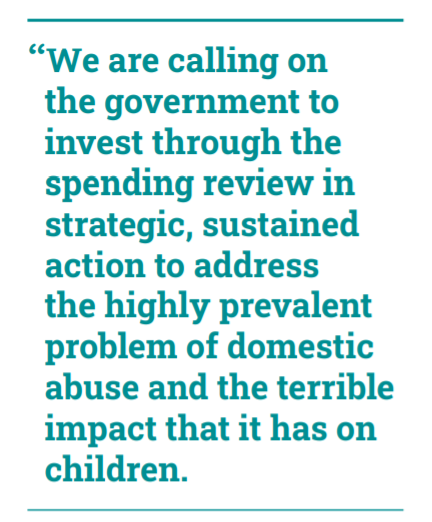 “We are calling on
the government to
invest through the
spending review in
strategic, sustained
action to address
the highly prevalent
problem of domestic
abuse and the terrible
impact that it has on
children.